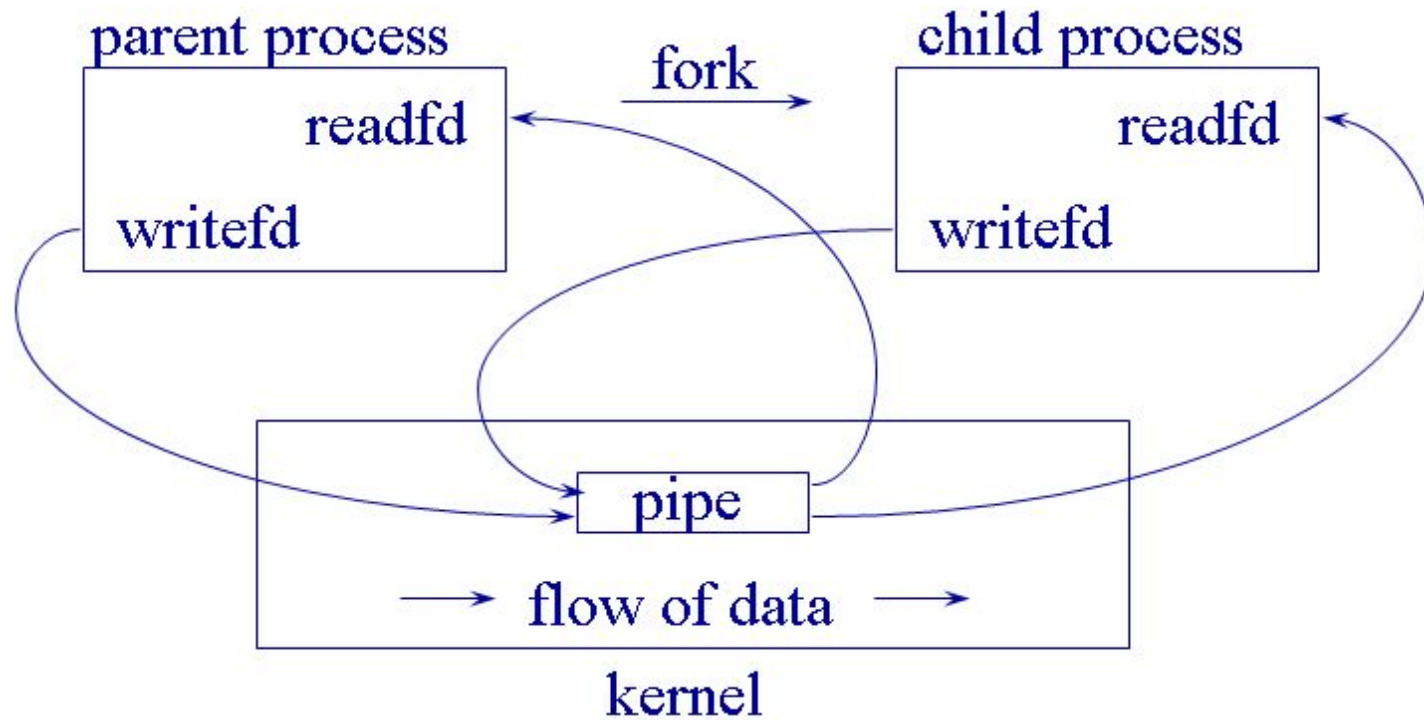 parent process
fork
child process
readfd
readfd
writefd
writefd
pipe
flow of data
kernel